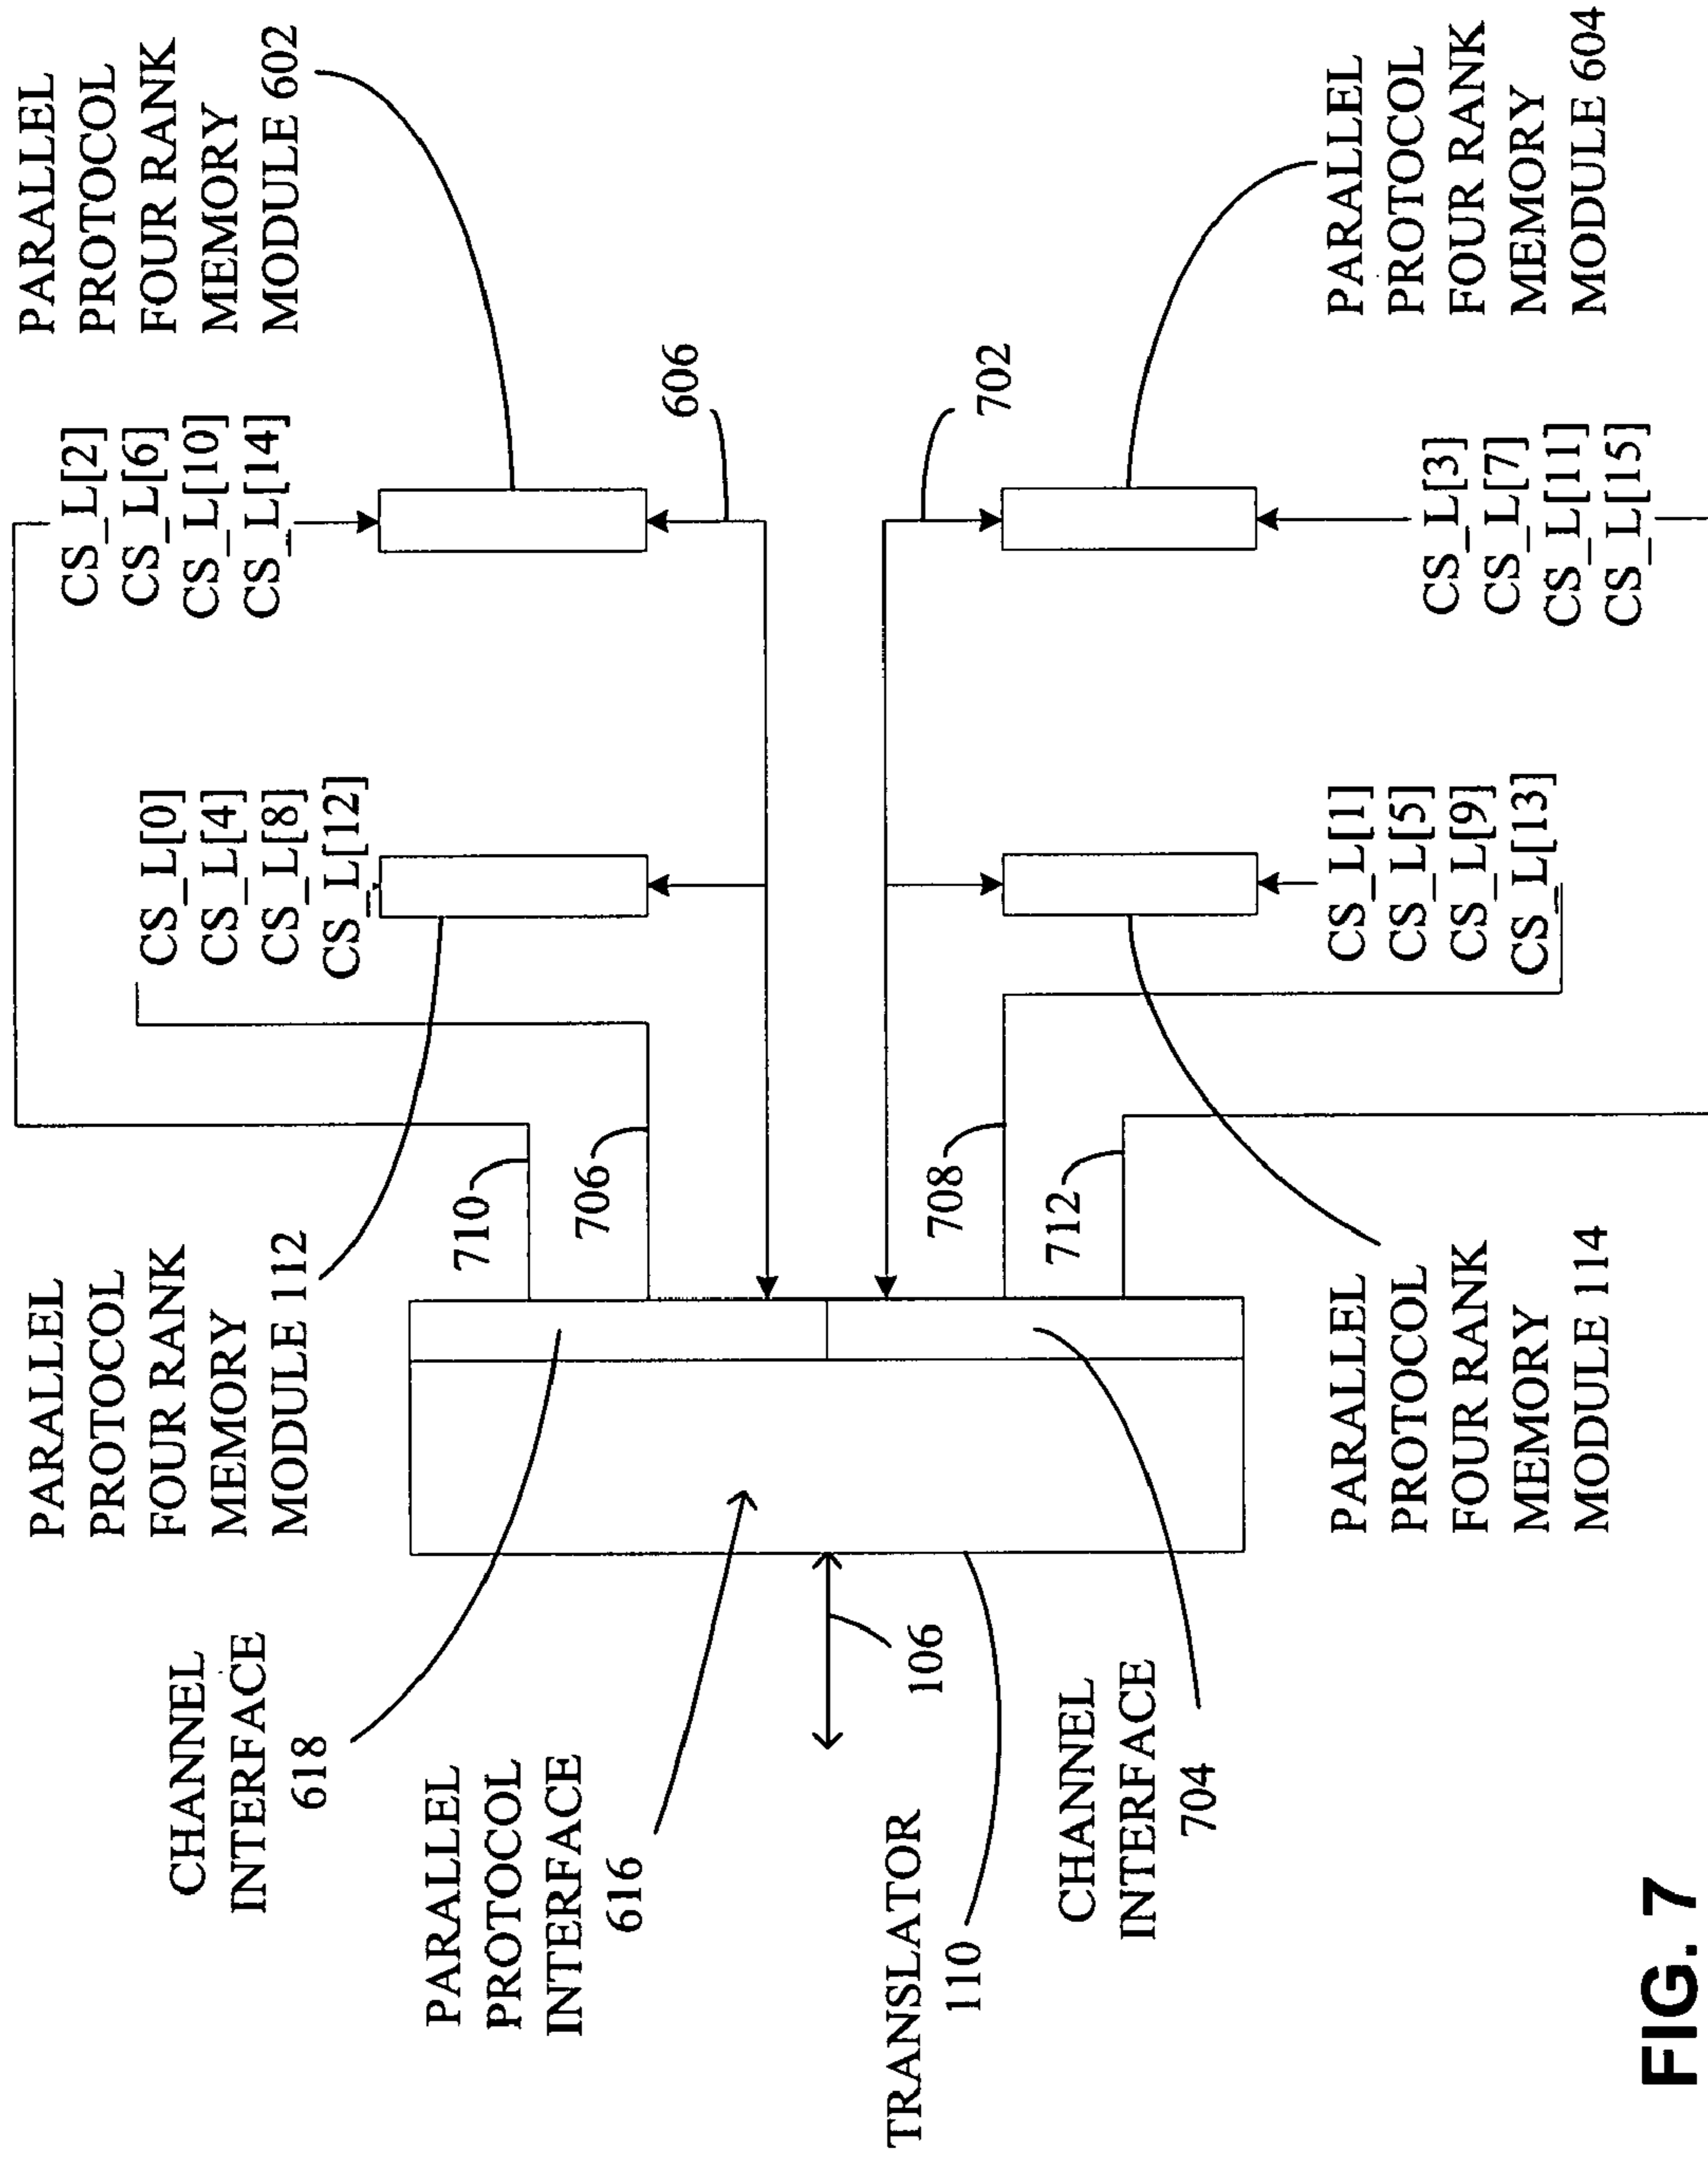 PARALLEL
PROTOCOL
FOUR RANK
MEMORY
MODULE 112
CS_L[0]
CS_L[4]
CS_L[8]
CS_L[12]
CS_L[2]
CS_L[6]
CS_L[10]
CS_L[14]
PARALLEL
PROTOCOL
FOUR RANK
MEMORY
MODULE 602
CHANNEL
INTERFACE
618
PARALLEL
PROTOCOL
INTERFACE
616
710
706
606
TRANSLATOR
110
106
708
702
CHANNEL
INTERFACE
704
712
PARALLEL
PROTOCOL
FOUR RANK
MEMORY
MODULE 114
CS_L[1]
CS_L[5]
CS_L[9]
CS_L[13]
CS_L[3]
CS_L[7]
CS_L[11]
CS_L[15]
PARALLEL
PROTOCOL
FOUR RANK
MEMORY
MODULE 604
FIG. 7